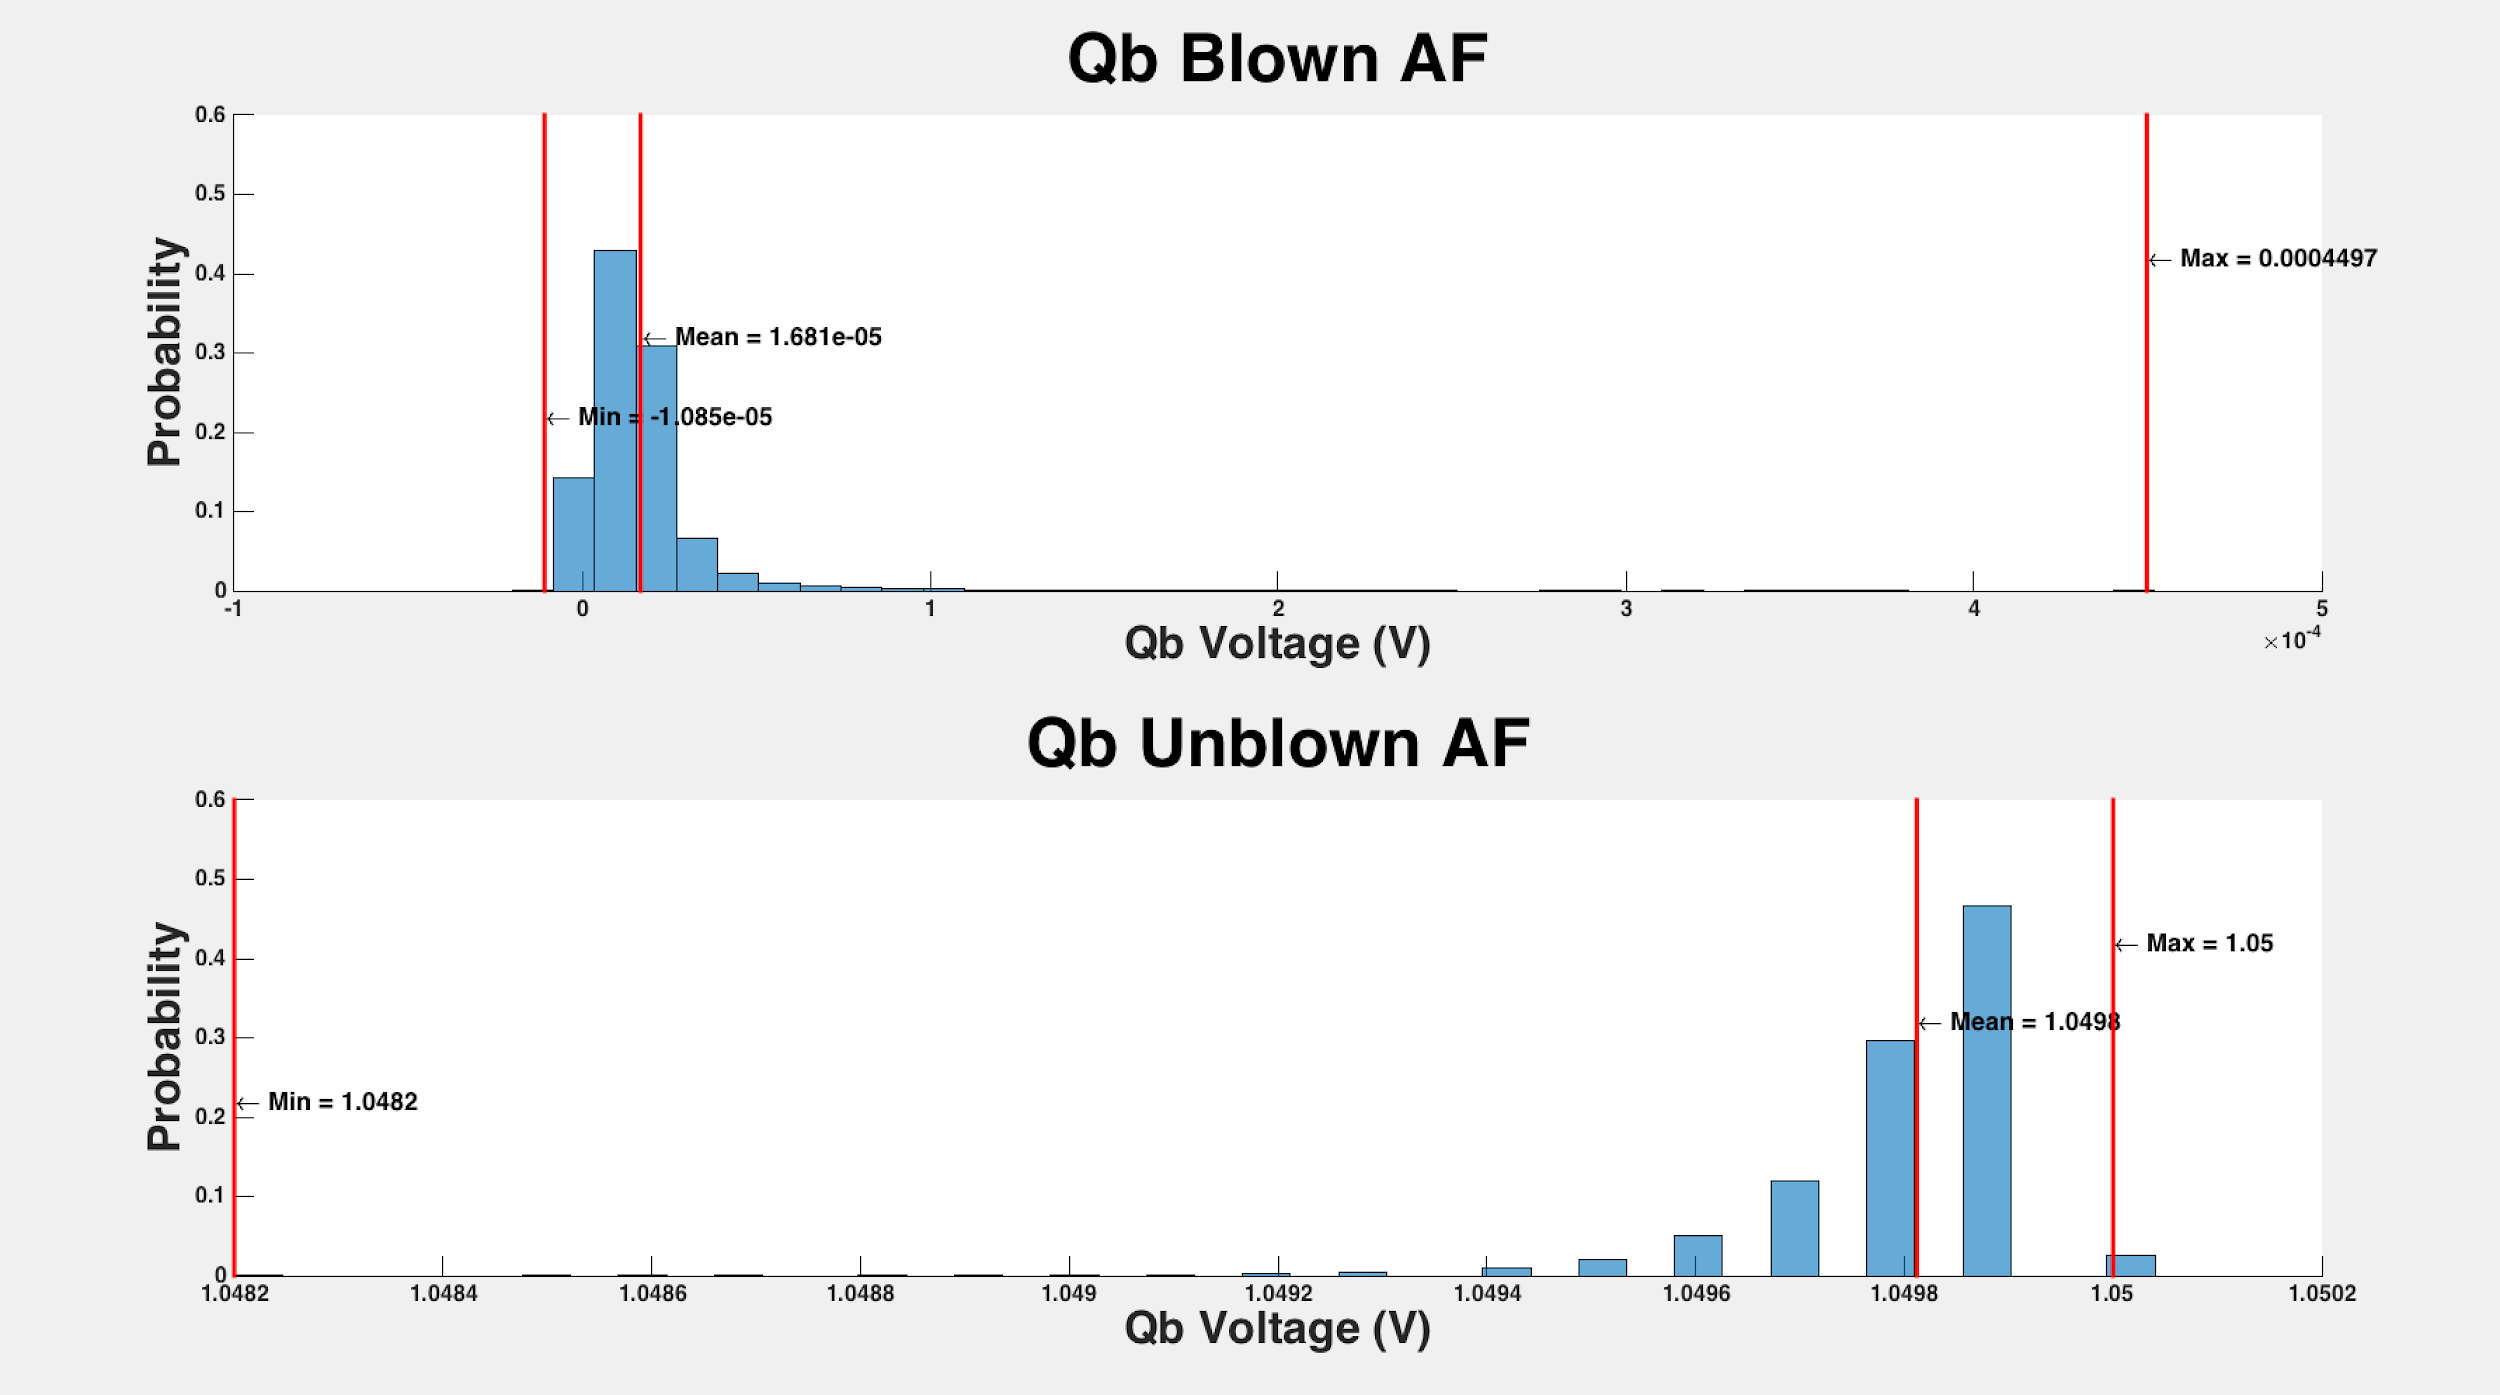 Qb Blown AF
0.6
0.5
0.4
0.3
0.2
0.1
0
Probability
Max = 0.0004497
Mean = 1.681e-05
Min = -1.085e-05
-1 0 1 2 3 4 5
×10-4
Qb Voltage (V)
Qb Unblown AF
0.6
0.5
0.4
0.3
0.2
0.1
0
Probability
Max = 1.05
Mean = 1.0498
Min = 1.0482
1.0482 1.0484 1.0486 1.0488 1.049 1.0492 1.0494 1.0496 1.0498 1.05 1.0502
Qb Voltage (V)